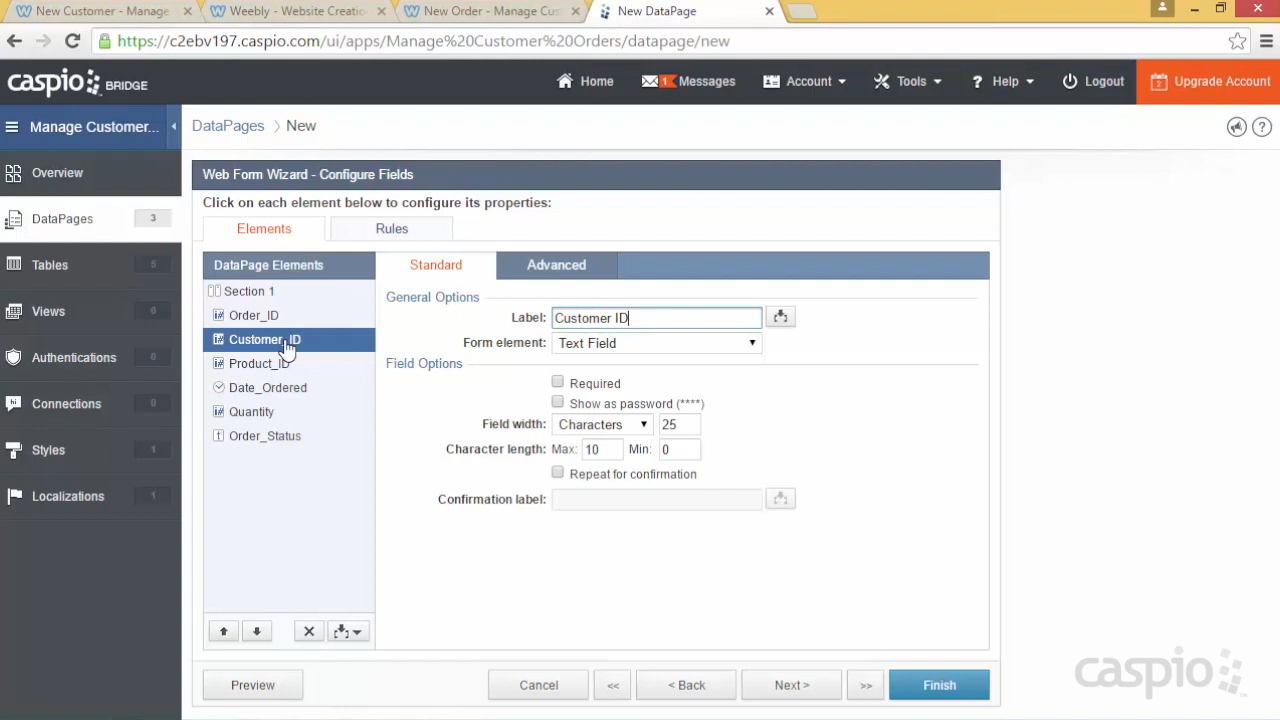 New Customer - Manage
Weebly - Website Creatio
New Order - Manage Cus
New DataPage
https://c2ebv197.caspio.com/ui/apps/Manage%20Customer%20Orders/datapage/new
caspio BRIDGE
Home
1 Messages
Account
Tools
? Help
Logout
2 Upgrade Account
Manage Customer...
DataPages > New
Overview
DataPages 3
Tables 5
Views 6
Authentications 0
Connections 0
Styles 1
Localizations 1
Web Form Wizard - Configure Fields
Click on each element below to configure its properties:
Elements Rules
DataPage Elements
Section 1
Order_ID
Customer_ID
Product_ID
Date_Ordered
Quantity
Order_Status
Standard Advanced
General Options
Label: Customer ID
Form element: Text Field
Field Options
Required
Show as password (****)
Field width: Characters 25
Character length: Max: 10 Min: 0
Repeat for confirmation
Confirmation label:
Preview Cancel << < Back Next > >> Finish
caspio